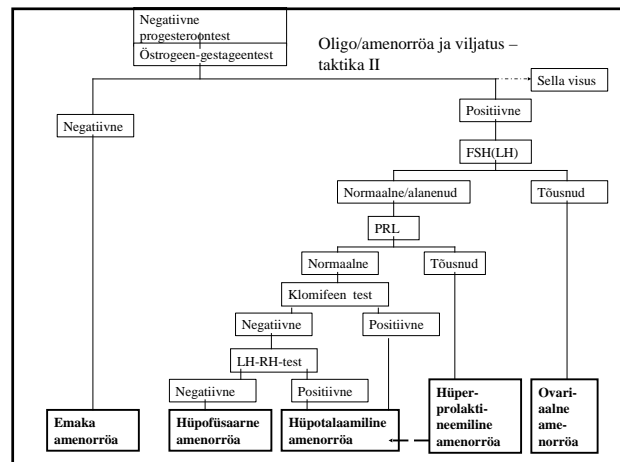 Negatiivne
progesteroontest
Östrogeen-gestageentest
Oligo/amenorröa ja viljatus –
taktika II
Sella visus
Negatiivne
Positiivne
FSH(LH)
Normaalne/alanenud
Tõusnud
PRL
Normaalne
Tõusnud
Klomifeen test
Negatiivne
Positiivne
LH-RH-test
Negatiivne
Positiivne
Emaka
amenorröa
Hüpofüsaarne
amenorröa
Hüpotalaamiline
amenorröa
Hüper-
prolakti-
neemiline
amenorröa
Ovari-
aalne
ame-
norröa